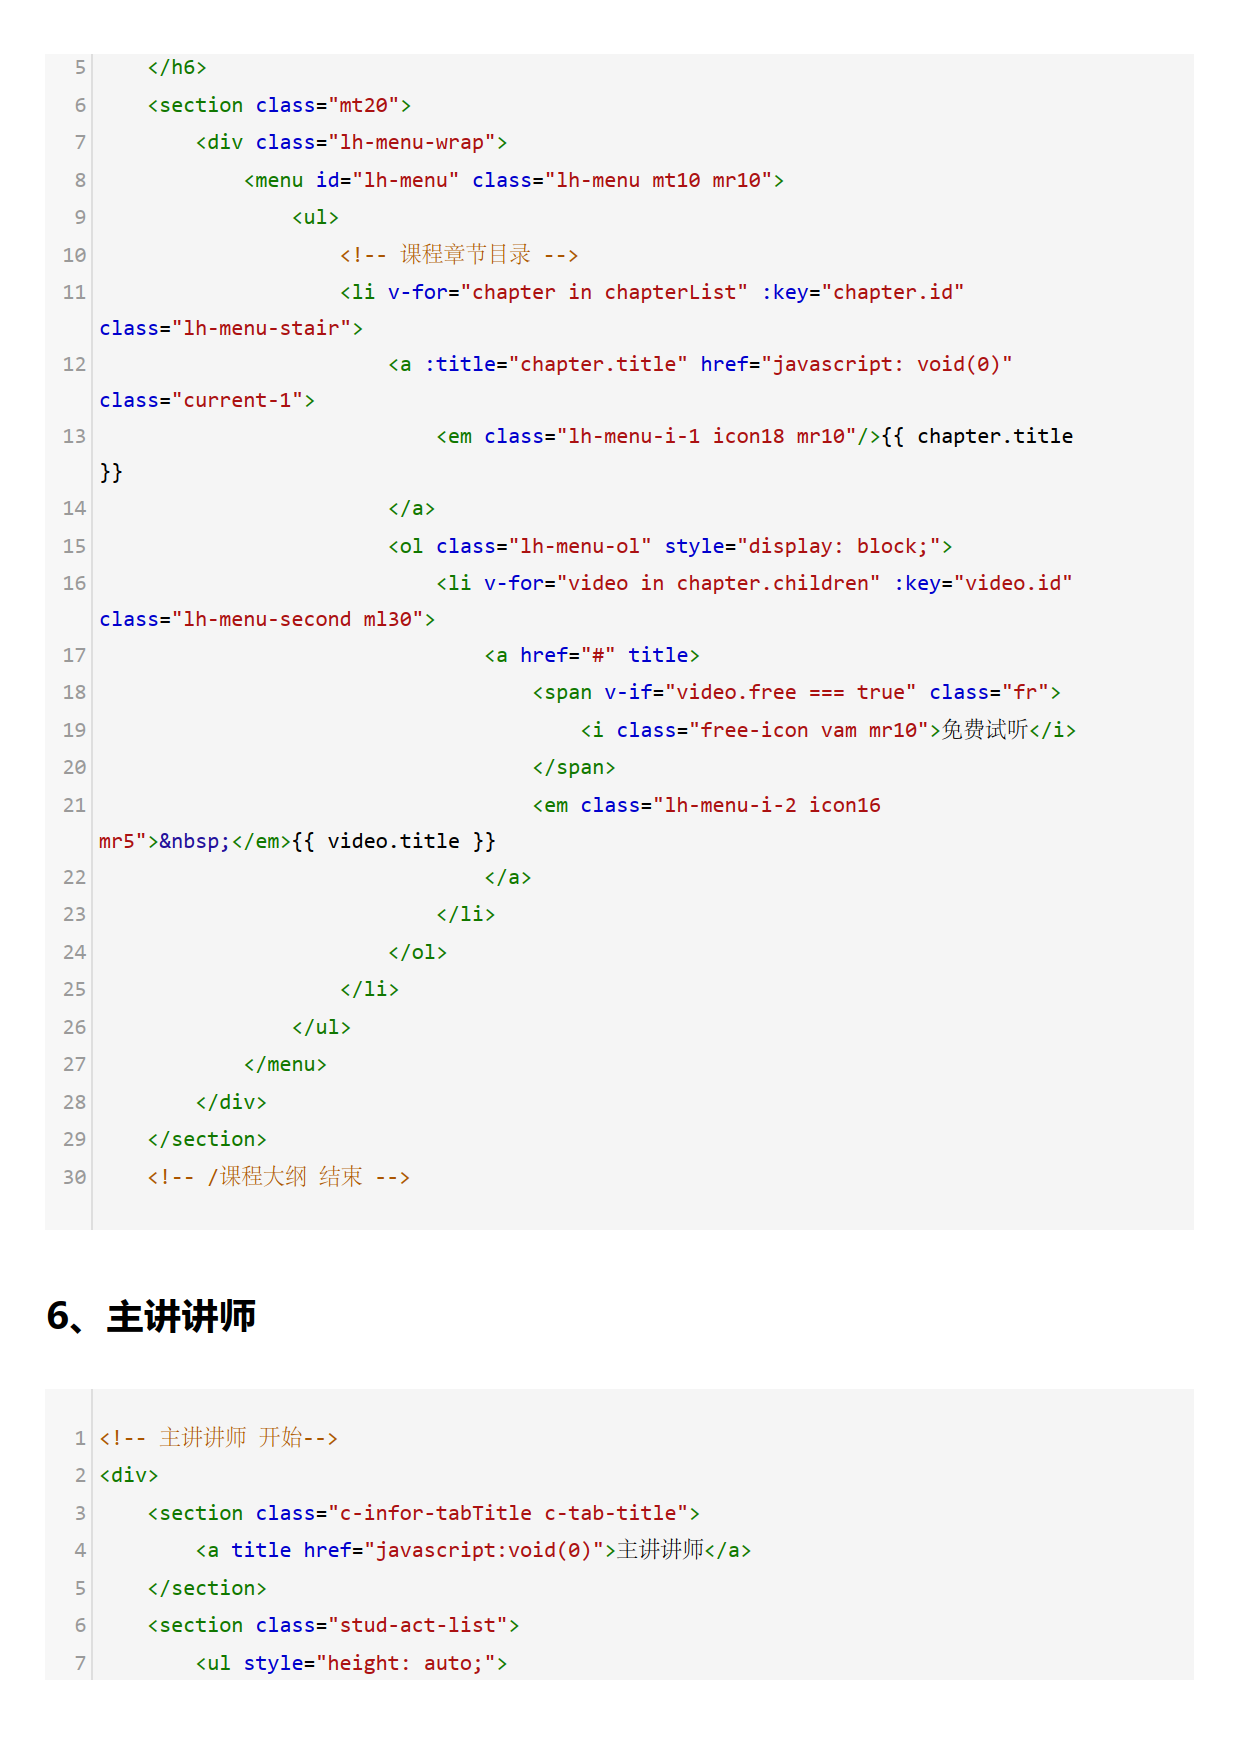 5     </h6>
6     <section class="mt20">
7         <div class="lh-menu-wrap">
8             <menu id="lh-menu" class="lh-menu mt10 mr10">
9                 <ul>
10                     <!-- 课程章节目录 -->
11                     <li v-for="chapter in chapterList" :key="chapter.id"
class="lh-menu-stair">
12                         <a :title="chapter.title" href="javascript: void(0)"
class="current-1">
13                             <em class="lh-menu-i-1 icon18 mr10"/>{{ chapter.title
}}
14                         </a>
15                         <ol class="lh-menu-ol" style="display: block;">
16                             <li v-for="video in chapter.children" :key="video.id"
class="lh-menu-second ml30">
17                                 <a href="#" title>
18                                     <span v-if="video.free === true" class="fr">
19                                         <i class="free-icon vam mr10">免费试听</i>
20                                     </span>
21                                     <em class="lh-menu-i-2 icon16
mr5">&nbsp;</em>{{ video.title }}
22                                 </a>
23                             </li>
24                         </ol>
25                     </li>
26                 </ul>
27             </menu>
28         </div>
29     </section>
30     <!-- /课程大纲 结束 -->
6、主讲讲师
1 <!-- 主讲讲师 开始-->
2 <div>
3     <section class="c-infor-tabTitle c-tab-title">
4         <a title href="javascript:void(0)">主讲讲师</a>
5     </section>
6     <section class="stud-act-list">
7         <ul style="height: auto;">